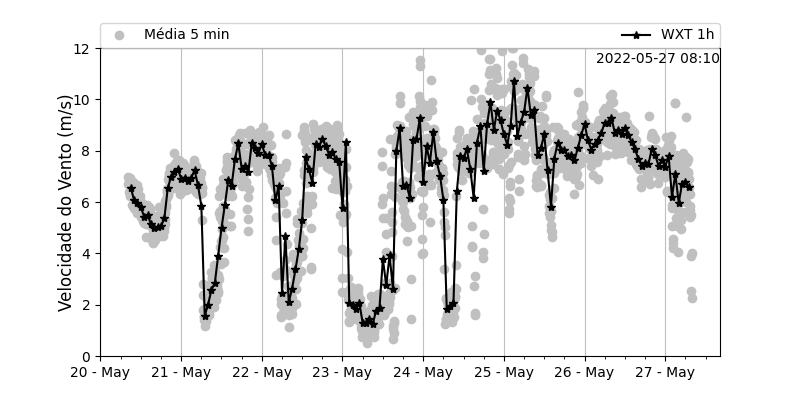 Média 5 min
WXT 1h
2022-05-27 08:10
Velocidade do Vento (m/s)
12
10
8
6
4
2
0
20 - May 21 - May 22 - May 23 - May 24 - May 25 - May 26 - May 27 - May